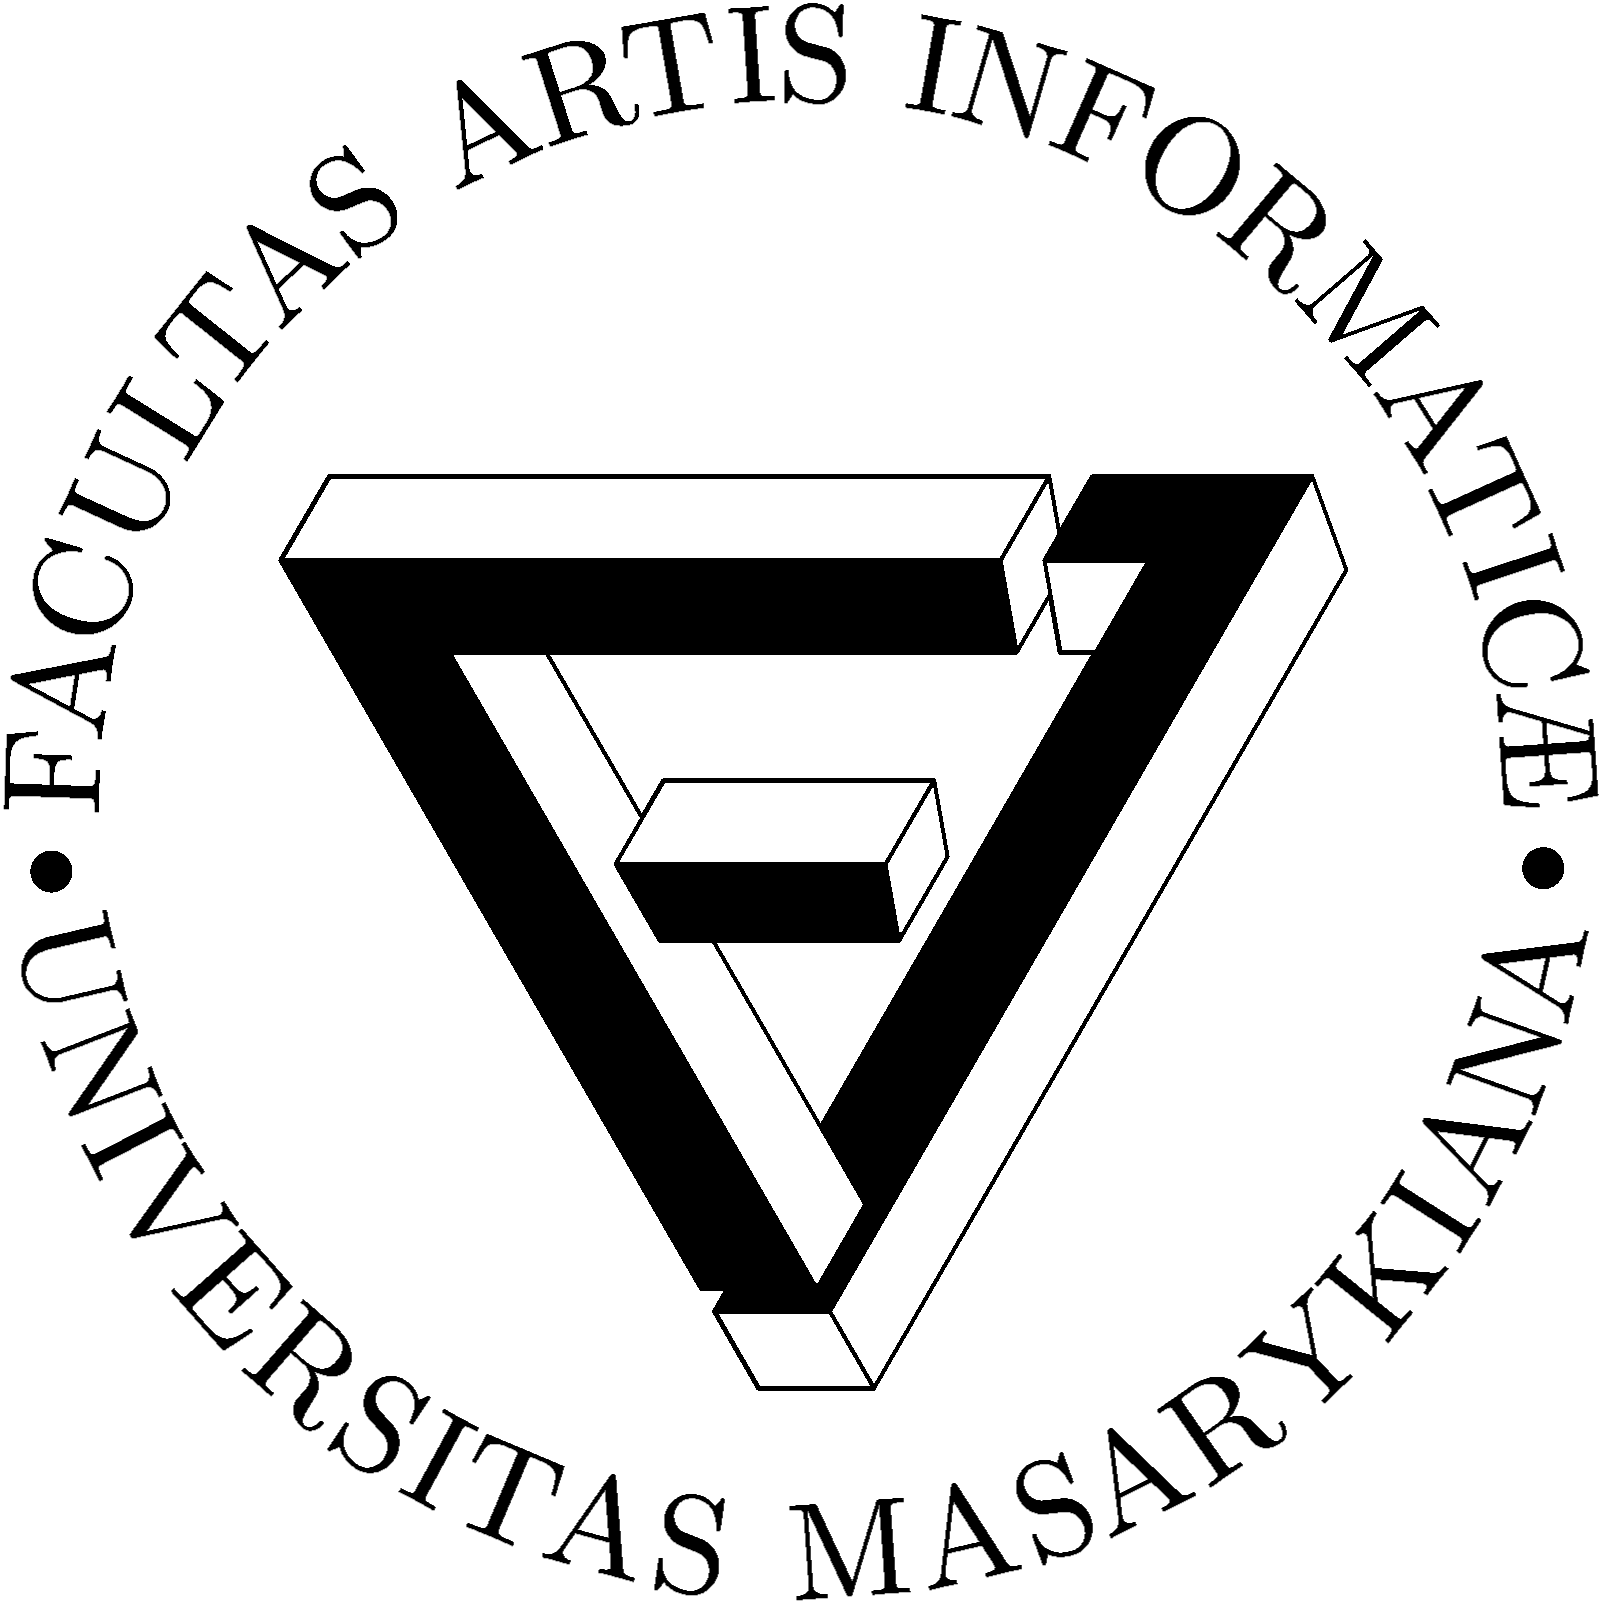 FACULTAS ARTIS INFORMATICÆ
• UNIVERSITAS MASARYKIANA •